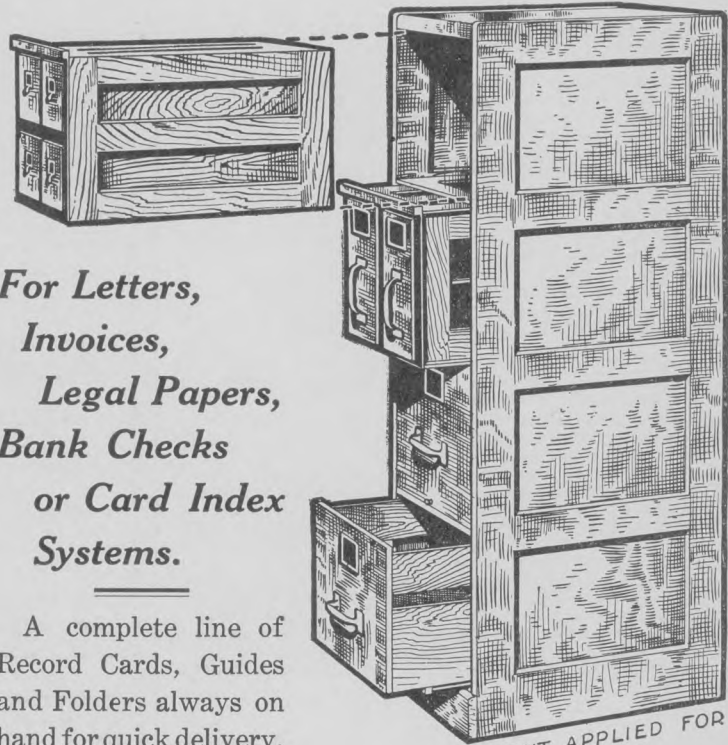 For Letters,
Invoices,
Legal Papers,
Bank Checks
or Card Index
Systems.
A complete line of
Record Cards, Guides
and Folders always on
hand for quick delivery.
APPLIED FOR